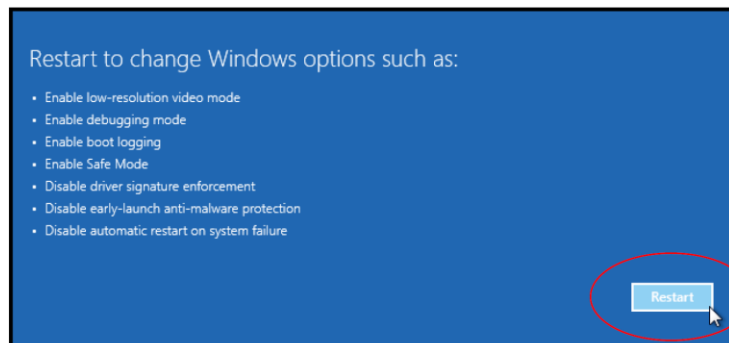 Restart to change Windows options such as:
• Enable low-resolution video mode
• Enable debugging mode
• Enable boot logging
• Enable Safe Mode
• Disable driver signature enforcement
• Disable early-launch anti-malware protection
• Disable automatic restart on system failure
Restart